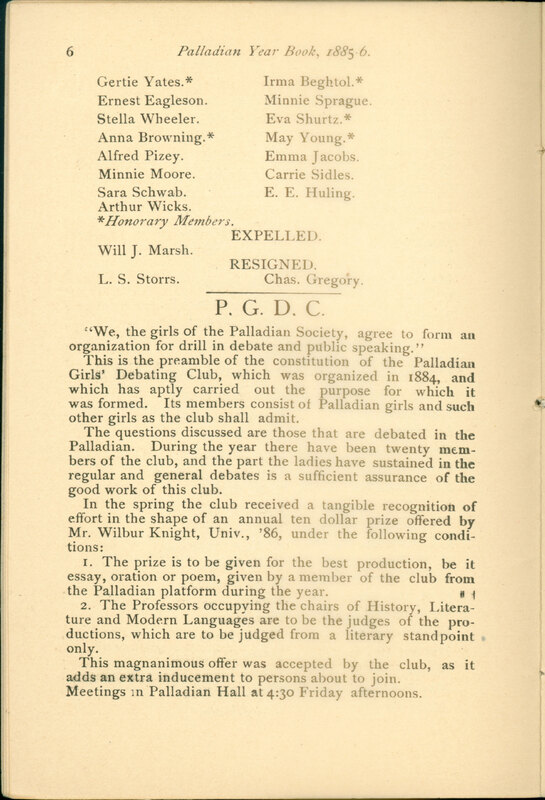 6 Palladian Year Book, 1885-6.
Gertie Yates.* Irma Beghtol.*
Ernest Eagleson. Minnie Sprague.
Stella Wheeler. Eva Shurtz.*
Anna Browning.* May Young.*
Alfred Pizey. Emma Jacobs.
Minnie Moore. Carrie Sidles.
Sara Schwab. E. E. Huling.
Arthur Wicks.
*Honorary Members.
EXPELLED.
Will J. Marsh.
RESIGNED.
L. S. Storrs. Chas. Gregory.
P. G. D. C.
"We, the girls of the Palladian Society, agree to form an
organization for drill in debate and public speaking."
This is the preamble of the constitution of the Palladian
Girls' Debating Club, which was organized in 1884, and
which has aptly carried out the purpose for which it
was formed. Its members consist of Palladian girls and such
other girls as the club shall admit.
The questions discussed are those that are debated in the
Palladian. During the year there have been twenty mem-
bers of the club, and the part the ladies have sustained in the
regular and general debates is a sufficient assurance of the
good work of this club.
In the spring the club received a tangible recognition of
effort in the shape of an annual ten dollar prize offered by
Mr. Wilbur Knight, Univ., '86, under the following condi-
tions:
1. The prize is to be given for the best production, be it
essay, oration or poem, given by a member of the club from
the Palladian platform during the year.
2. The Professors occupying the chairs of History, Litera-
ture and Modern Languages are to be the judges of the pro-
ductions, which are to be judged from a literary standpoint
only.
This magnanimous offer was accepted by the club, as it
adds an extra inducement to persons about to join.
Meetings in Palladian Hall at 4:30 Friday afternoons.